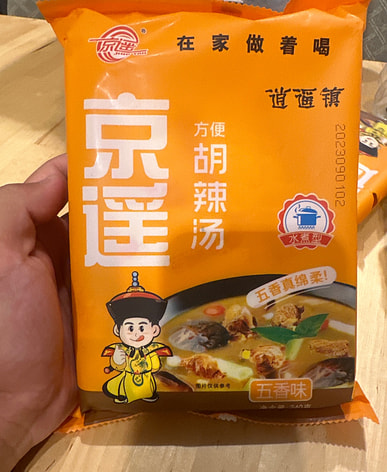 京遥®
在家做着喝
逍遥镇
京遥
方便
胡辣汤
2023090102
水煮型
五香真绵柔!
图片仅供参考
五香味